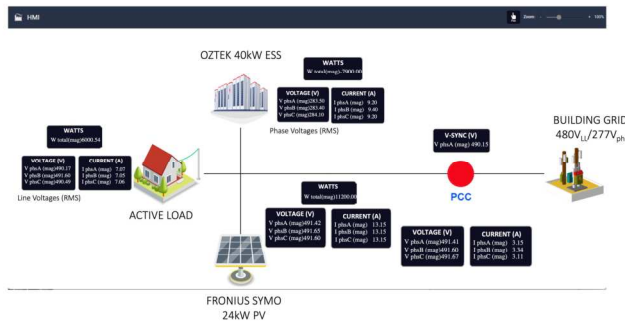 HMI
Zoom: - + 100%
OZTEK 40kW ESS
WATTS
W total(mag)-7900.00
VOLTAGE (V)
V phsA (mag)283.50
V phsB (mag)283.40
V phsC (mag)284.10
CURRENT (A)
I phsA (mag) 9.20
I phsB (mag) 9.40
I phsC (mag) 9.20
Phase Voltages (RMS)
BUILDING GRID
480VLL/277Vph
V-SYNC (V)
V phsA (mag) 490.15
PCC
WATTS
W total(mag)6000.54
VOLTAGE (V)
V phsA (mag)490.17
V phsB (mag)491.60
V phsC (mag)490.49
CURRENT (A)
I phsA (mag) 7.07
I phsB (mag) 7.05
I phsC (mag) 7.06
Line Voltages (RMS)
ACTIVE LOAD
WATTS
W total(mag)11200.00
VOLTAGE (V)
V phsA (mag)491.42
V phsB (mag)491.65
V phsC (mag)491.60
CURRENT (A)
I phsA (mag) 13.15
I phsB (mag) 13.15
I phsC (mag) 13.15
VOLTAGE (V)
V phsA (mag)491.41
V phsB (mag)491.60
V phsC (mag)491.67
CURRENT (A)
I phsA (mag) 3.15
I phsB (mag) 3.34
I phsC (mag) 3.11
FRONIUS SYMO
24kW PV